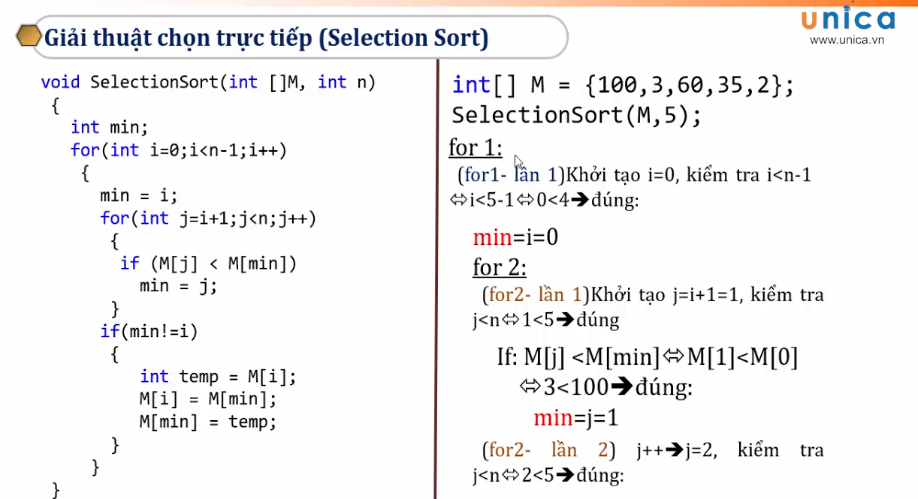 unica
www.unica.vn
Giải thuật chọn trực tiếp (Selection Sort)
void SelectionSort(int []M, int n)
{
int min;
for(int i=0;i<n-1;i++)
{
min = i;
for(int j=i+1;j<n;j++)
{
if (M[j] < M[min])
min = j;
}
if(min!=i)
{
int temp = M[i];
M[i] = M[min];
M[min] = temp;
}
}
}
int[] M = {100,3,60,35,2};
SelectionSort(M,5);
for 1:
(for1- lần 1)Khởi tạo i=0, kiểm tra i<n-1
⬄i<5-1⬄0<4➔đúng:
min=i=0
for 2:
(for2- lần 1)Khởi tạo j=i+1=1, kiểm tra
j<n⬄1<5➔đúng
If: M[j] <M[min]⬄M[1]<M[0]
⬄3<100➔đúng:
min=j=1
(for2- lần 2) j++➔j=2, kiểm tra
j<n⬄2<5➔đúng: